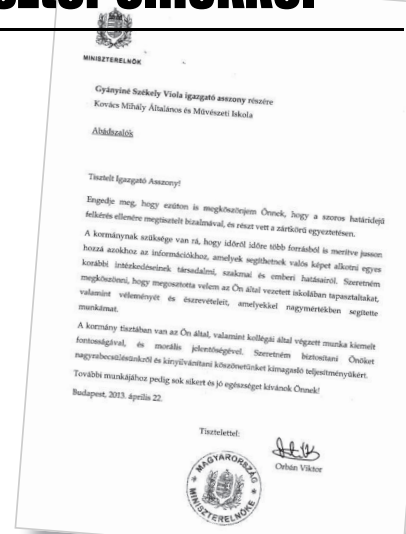 MINISZTERELNÖK
Gyányiné Székely Viola igazgató asszony részére
Kovács Mihály Általános és Művészeti Iskola
Abádszalók
Tisztelt Igazgató Asszony!
Engedje meg, hogy ezúton is megköszönjem Önnek, hogy a szoros határidejű
felkérés ellenére megtisztelt bizalmával, és részt vett a zártkörű egyeztetésen.
A kormánynak szüksége van rá, hogy időről időre több forrásból is merítve jusson
hozzá azokhoz az információkhoz, amelyek segíthetnek valós képet alkotni egyes
korábbi intézkedéseinek társadalmi, szakmai és emberi hatásairól. Szeretném
megköszönni, hogy megosztotta velem az Ön által vezetett iskolában tapasztaltakat,
valamint véleményét és észrevételeit, amelyekkel nagymértékben segítette
munkámat.
A kormány tisztában van az Ön által, valamint kollégái által végzett munka kiemelt
fontosságával, és morális jelentőségével. Szeretném biztosítani Önöket
nagyrabecsülésünkről és kinyilvánítani köszönetünket kimagasló teljesítményükért.
További munkájához pedig sok sikert és jó egészséget kívánok Önnek!
Budapest, 2013. április 22.
Tisztelettel:
Orbán Viktor
MAGYARORSZÁG
MINISZTERELNÖKE